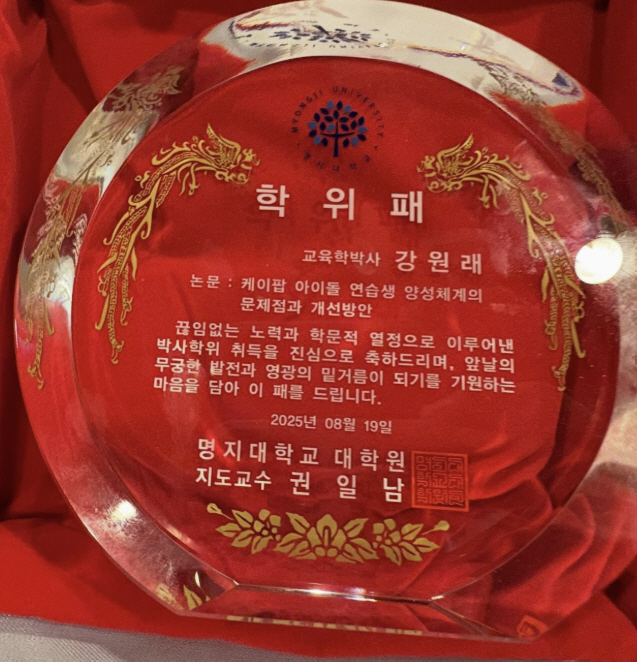 MYONGJI UNIVERSITY
학 위 패
교육학박사 강 원 래
논문 : 케이팝 아이돌 연습생 양성체계의
문제점과 개선방안
끊임없는 노력과 학문적 열정으로 이루어낸
박사학위 취득을 진심으로 축하드리며, 앞날의
무궁한 발전과 영광의 밑거름이 되기를 기원하는
마음을 담아 이 패를 드립니다.
2025년 08월 19일
명지대학교 대학원
지도교수 권 일 남